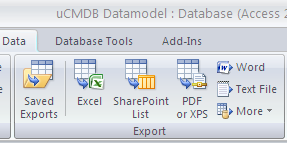 uCMDB Datamodel : Database (Access 2
Data Database Tools Add-Ins
Saved Exports
Excel
SharePoint List
PDF or XPS
Word
Text File
More
Export